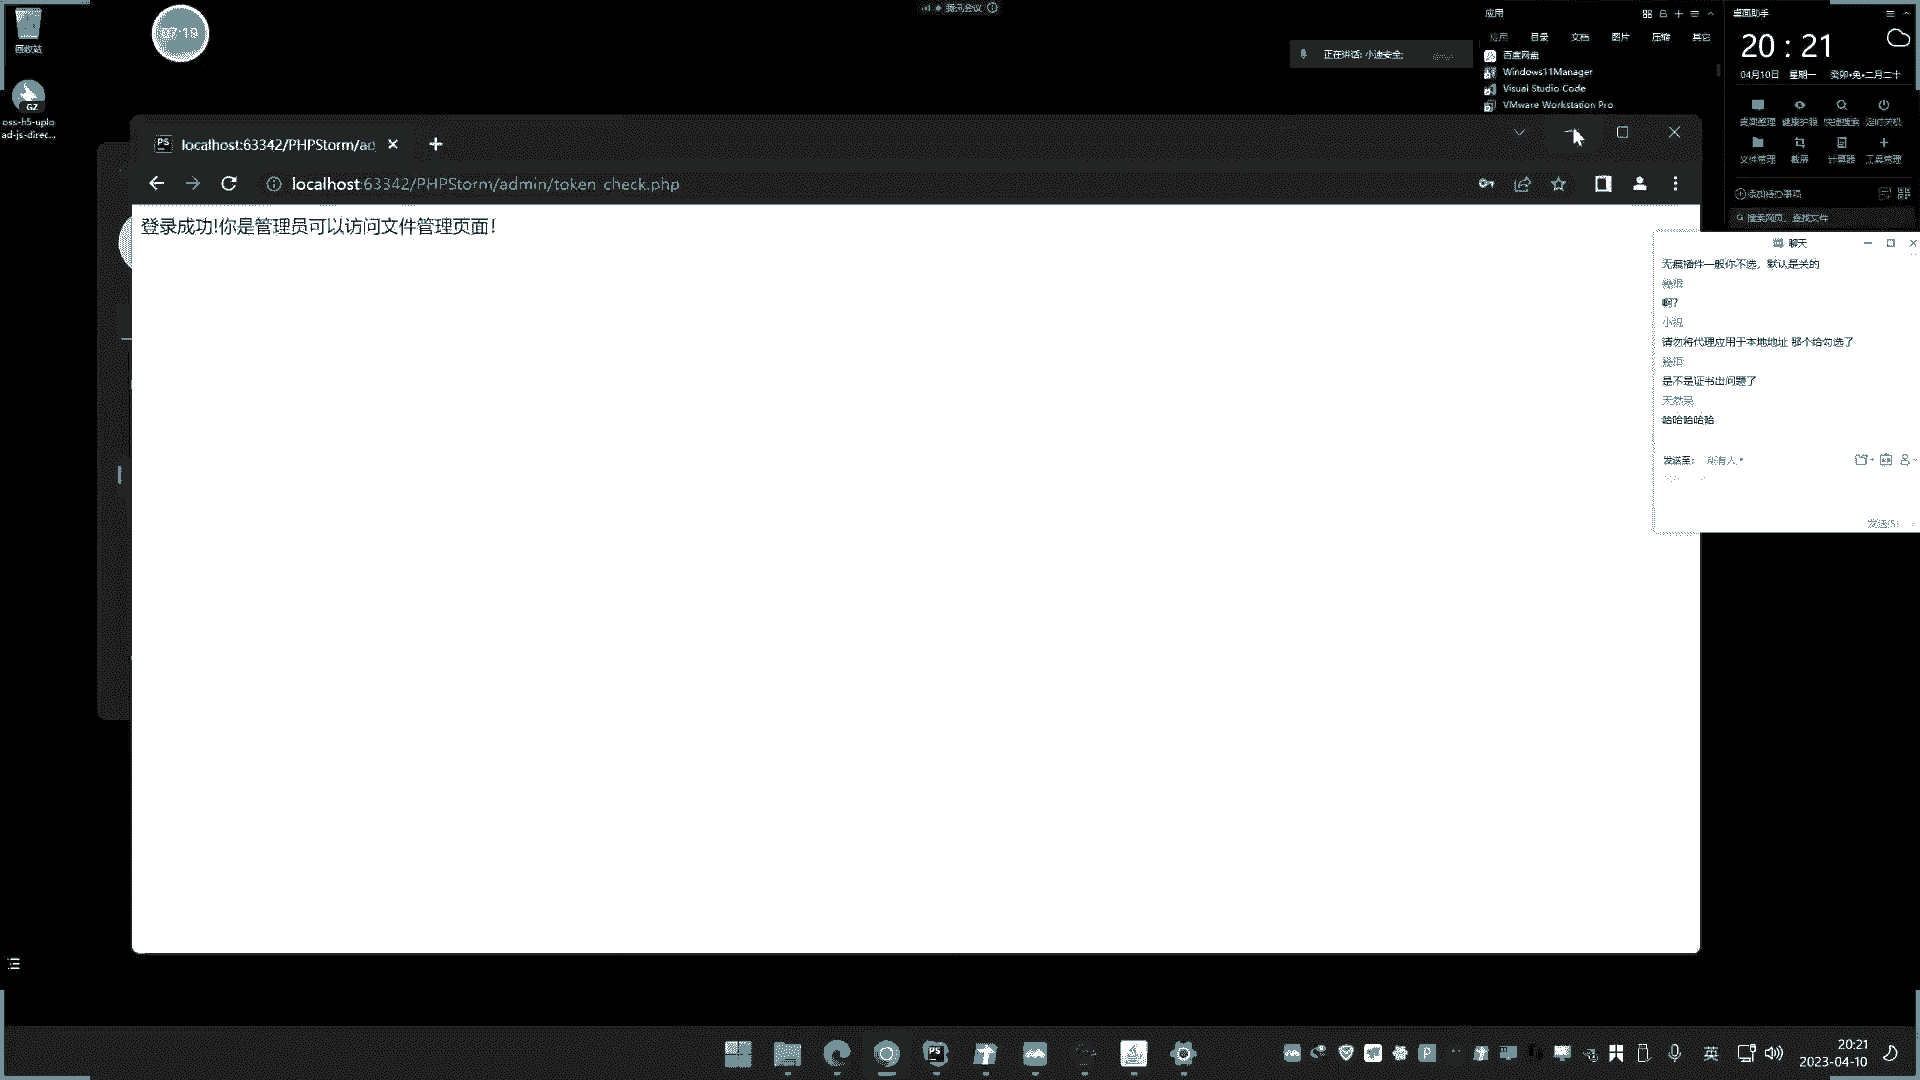 回收站
GZ
oss-h5-uplo
ad-js-direc...
07:19
腾讯会议
正在讲话: 小迪安全;
应用
应用 目录 文档 图片 压缩 其它
百度网盘
Windows11Manager
Visual Studio Code
VMware Workstation Pro
桌面助手
20 : 21
04月10日 星期一 癸卯•兔•二月二十
桌面整理 健康护眼 快捷搜索 定时关机
文件管理 截屏 计算器 工具管理
添加待办事项
搜索网页、查找文件
PS localhost:63342/PHPStorm/ad
localhost:63342/PHPStorm/admin/token_check.php
登录成功!你是管理员可以访问文件管理页面!
聊天
无痕插件一般你不选，默认是关的
啊?
小祝
请勿将代理应用于本地地址 那个给勾选了
是不是证书出问题了
天然呆
哈哈哈哈哈
发送至: 所有人
发送(S)
PS
英
20:21
2023-04-10